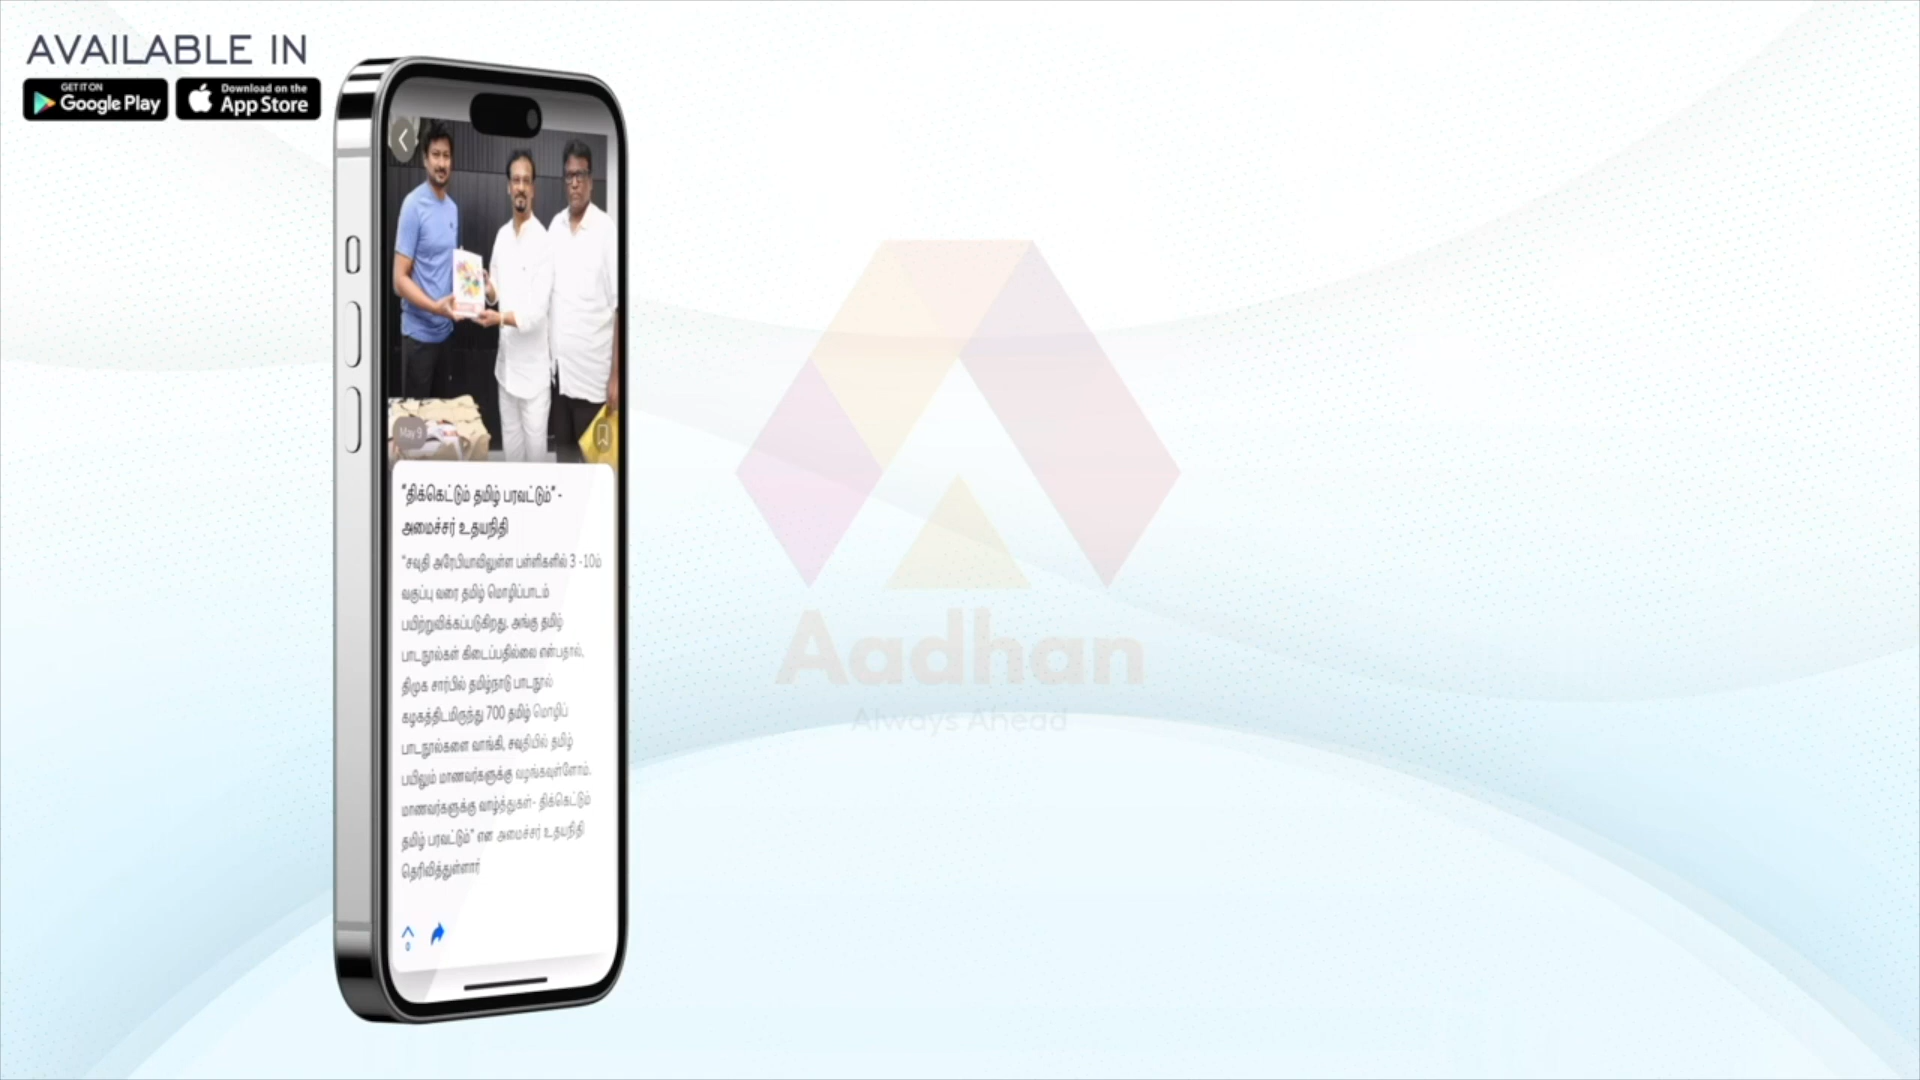 AVAILABLE IN
GET IT ON
Google Play
Download on the
App Store
May 9
"திக்கெட்டும் தமிழ் பரவட்டும்" -
அமைச்சர் உதயநிதி
"சவுதி அரேபியாவிலுள்ள பள்ளிகளில் 3 -10ம்
வகுப்பு வரை தமிழ் மொழிப்பாடம்
பயிற்றுவிக்கப்படுகிறது. அங்கு தமிழ்
பாடநூல்கள் கிடைப்பதில்லை என்பதால்,
திமுக சார்பில் தமிழ்நாடு பாடநூல்
கழகத்திடமிருந்து 700 தமிழ் மொழிப்
பாடநூல்களை வாங்கி, சவுதியில் தமிழ்
பயிலும் மாணவர்களுக்கு வழங்கவுள்ளோம்.
மாணவர்களுக்கு வாழ்த்துகள்- திக்கெட்டும்
தமிழ் பரவட்டும்" என அமைச்சர் உதயநிதி
தெரிவித்துள்ளார்
0
Aadhan
Always Ahead